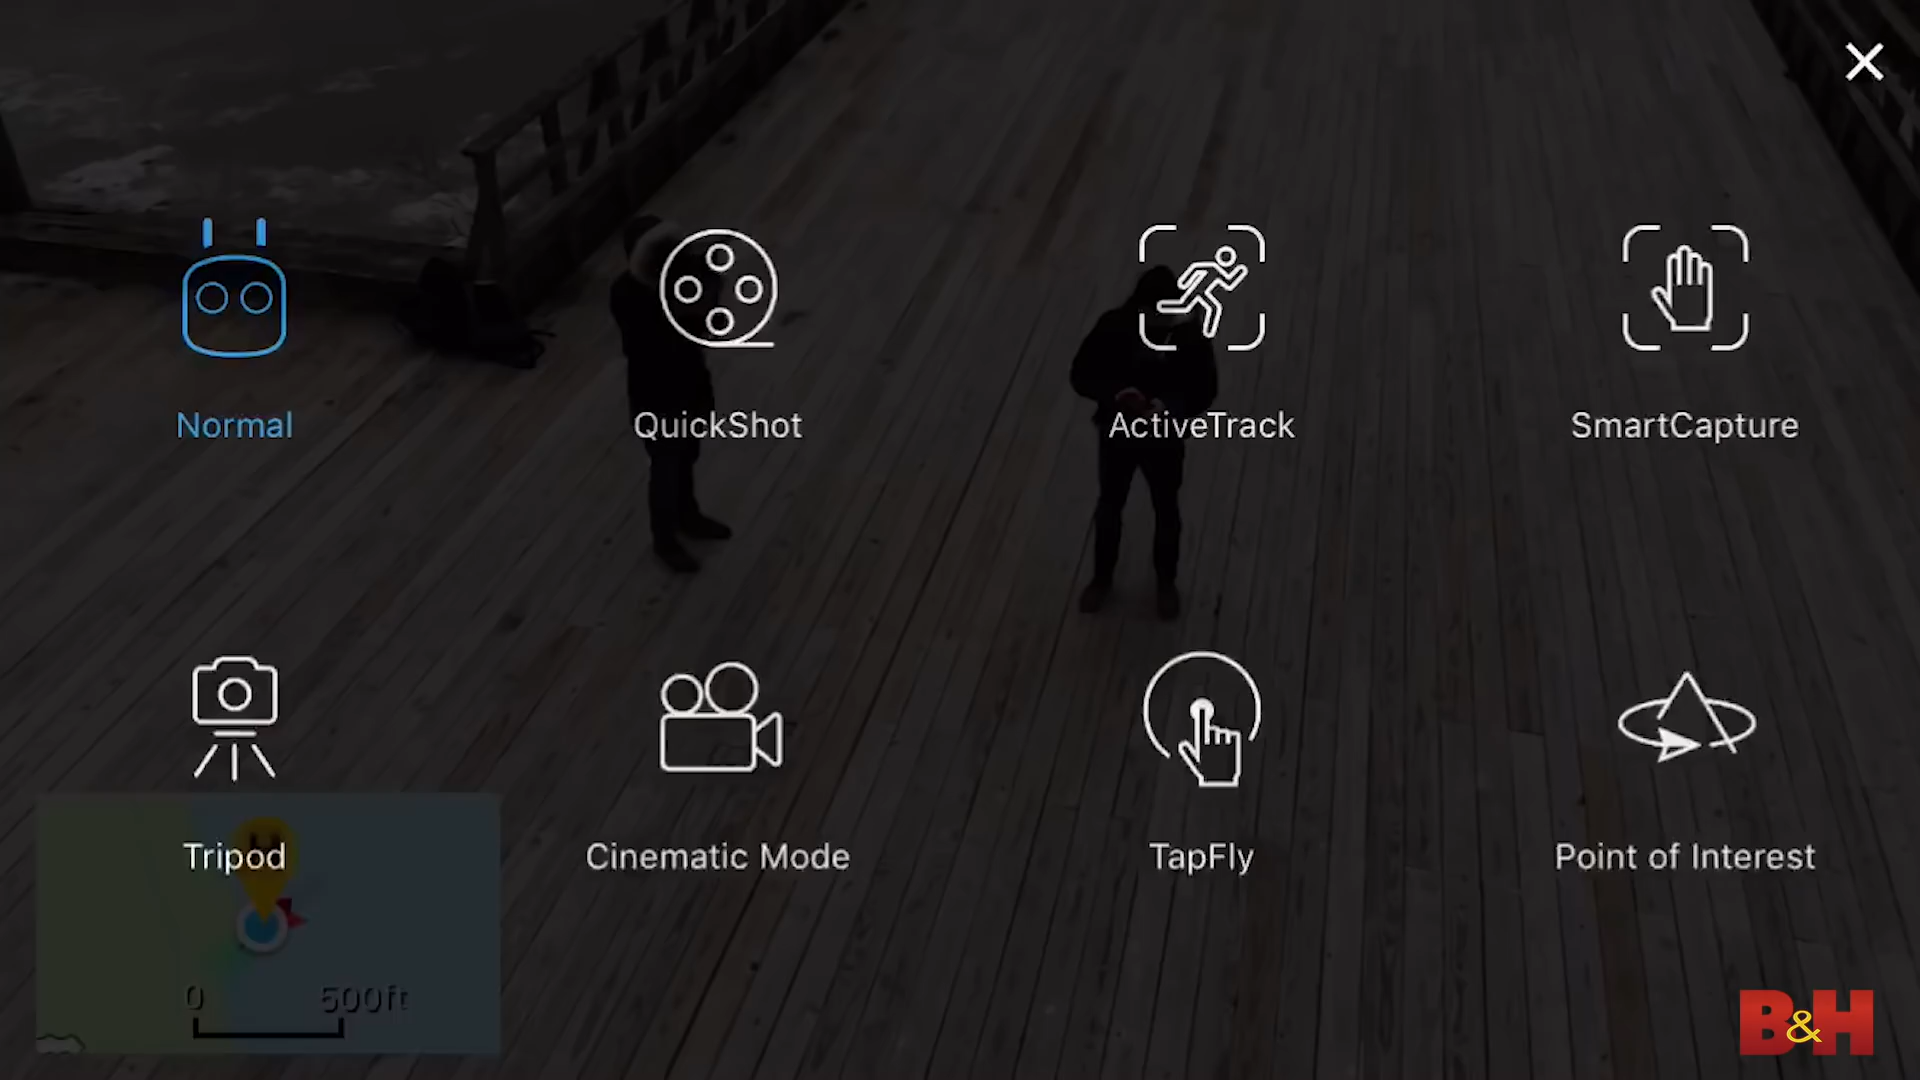 Normal
QuickShot
ActiveTrack
SmartCapture
Tripod
Cinematic Mode
TapFly
Point of Interest
0 500ft
B&H